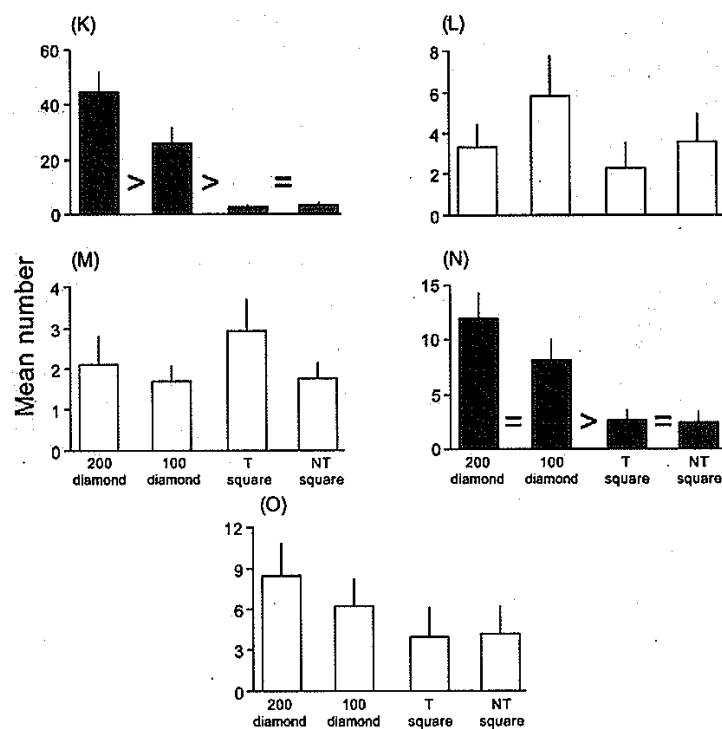 (K)
60
40
20
0
> > =
(L)
8
6
4
2
0
Mean number
(M)
4
3
2
1
0
200 100 T NT
diamond diamond square square
(N)
15
10
5
0
= > =
200 100 T NT
diamond diamond square square
(O)
12
9
6
3
0
200 100 T NT
diamond diamond square square